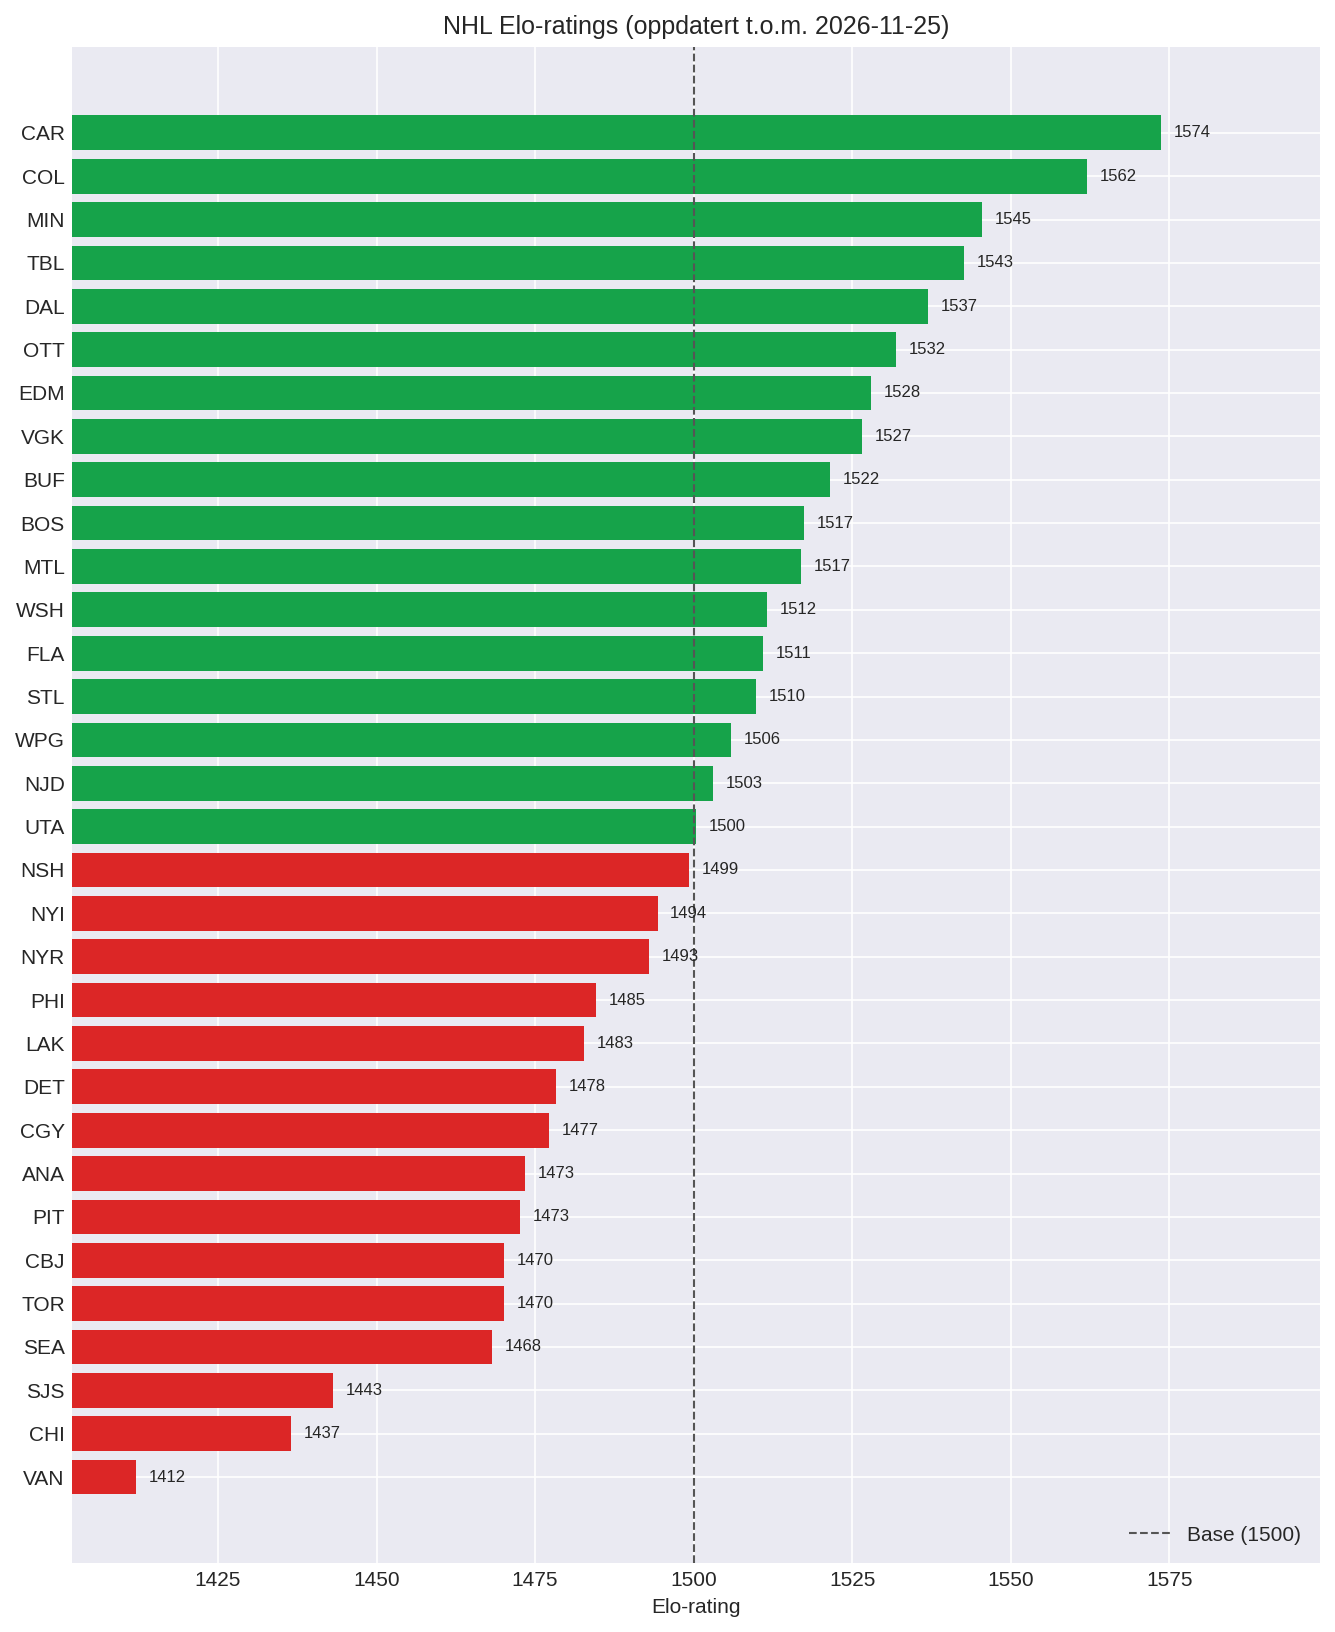 NHL Elo-ratings (oppdatert t.o.m. 2026-11-25)
CAR 1574
COL 1562
MIN 1545
TBL 1543
DAL 1537
OTT 1532
EDM 1528
VGK 1527
BUF 1522
BOS 1517
MTL 1517
WSH 1512
FLA 1511
STL 1510
WPG 1506
NJD 1503
UTA 1500
NSH 1499
NYI 1494
NYR 1493
PHI 1485
LAK 1483
DET 1478
CGY 1477
ANA 1473
PIT 1473
CBJ 1470
TOR 1470
SEA 1468
SJS 1443
CHI 1437
VAN 1412
Base (1500)
1425 1450 1475 1500 1525 1550 1575
Elo-rating